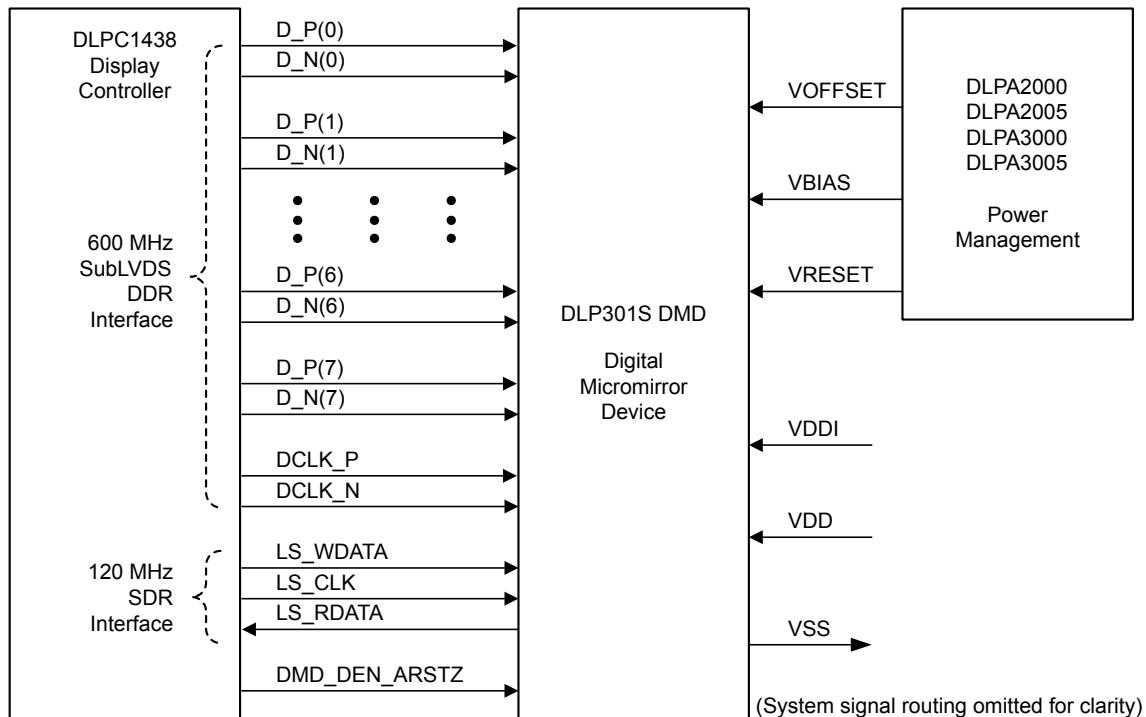 DLPC1438
Display
Controller
600 MHz
SubLVDS
DDR
Interface
120 MHz
SDR
Interface
D_P(0)
D_N(0)
D_P(1)
D_N(1)
D_P(6)
D_N(6)
D_P(7)
D_N(7)
DCLK_P
DCLK_N
LS_WDATA
LS_CLK
LS_RDATA
DMD_DEN_ARSTZ
DLP301S DMD
Digital
Micromirror
Device
VOFFSET
VBIAS
VRESET
VDDI
VDD
VSS
DLPA2000
DLPA2005
DLPA3000
DLPA3005
Power
Management
(System signal routing omitted for clarity)